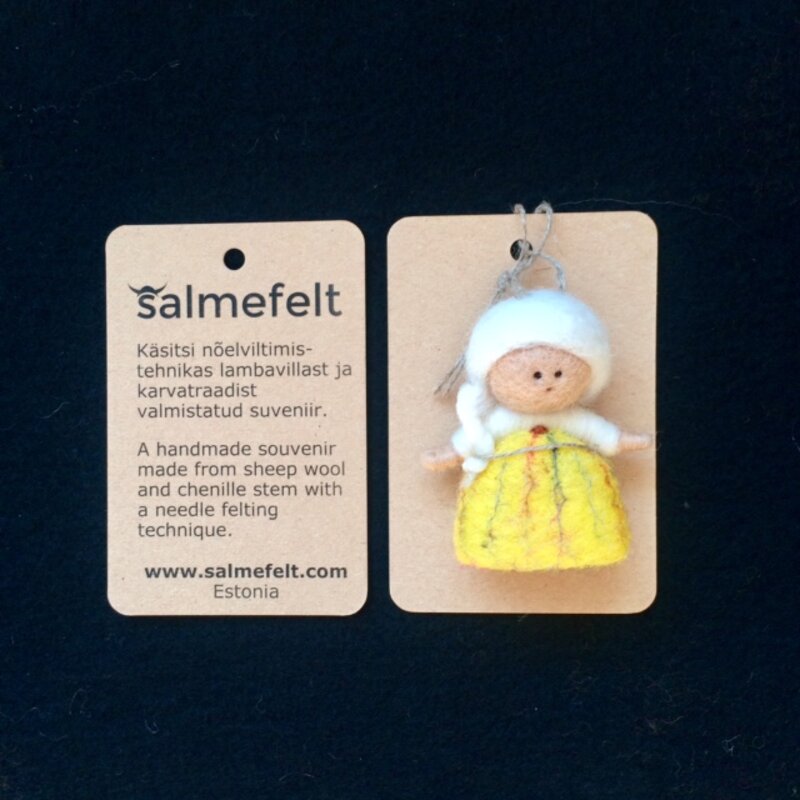 salmefelt
Käsitsi nõelviltimis-
tehnikas lambavillast ja
karvatraadist
valmistatud suveniir.
A handmade souvenir
made from sheep wool
and chenille stem with
a needle felting
technique.
www.salmefelt.com
Estonia